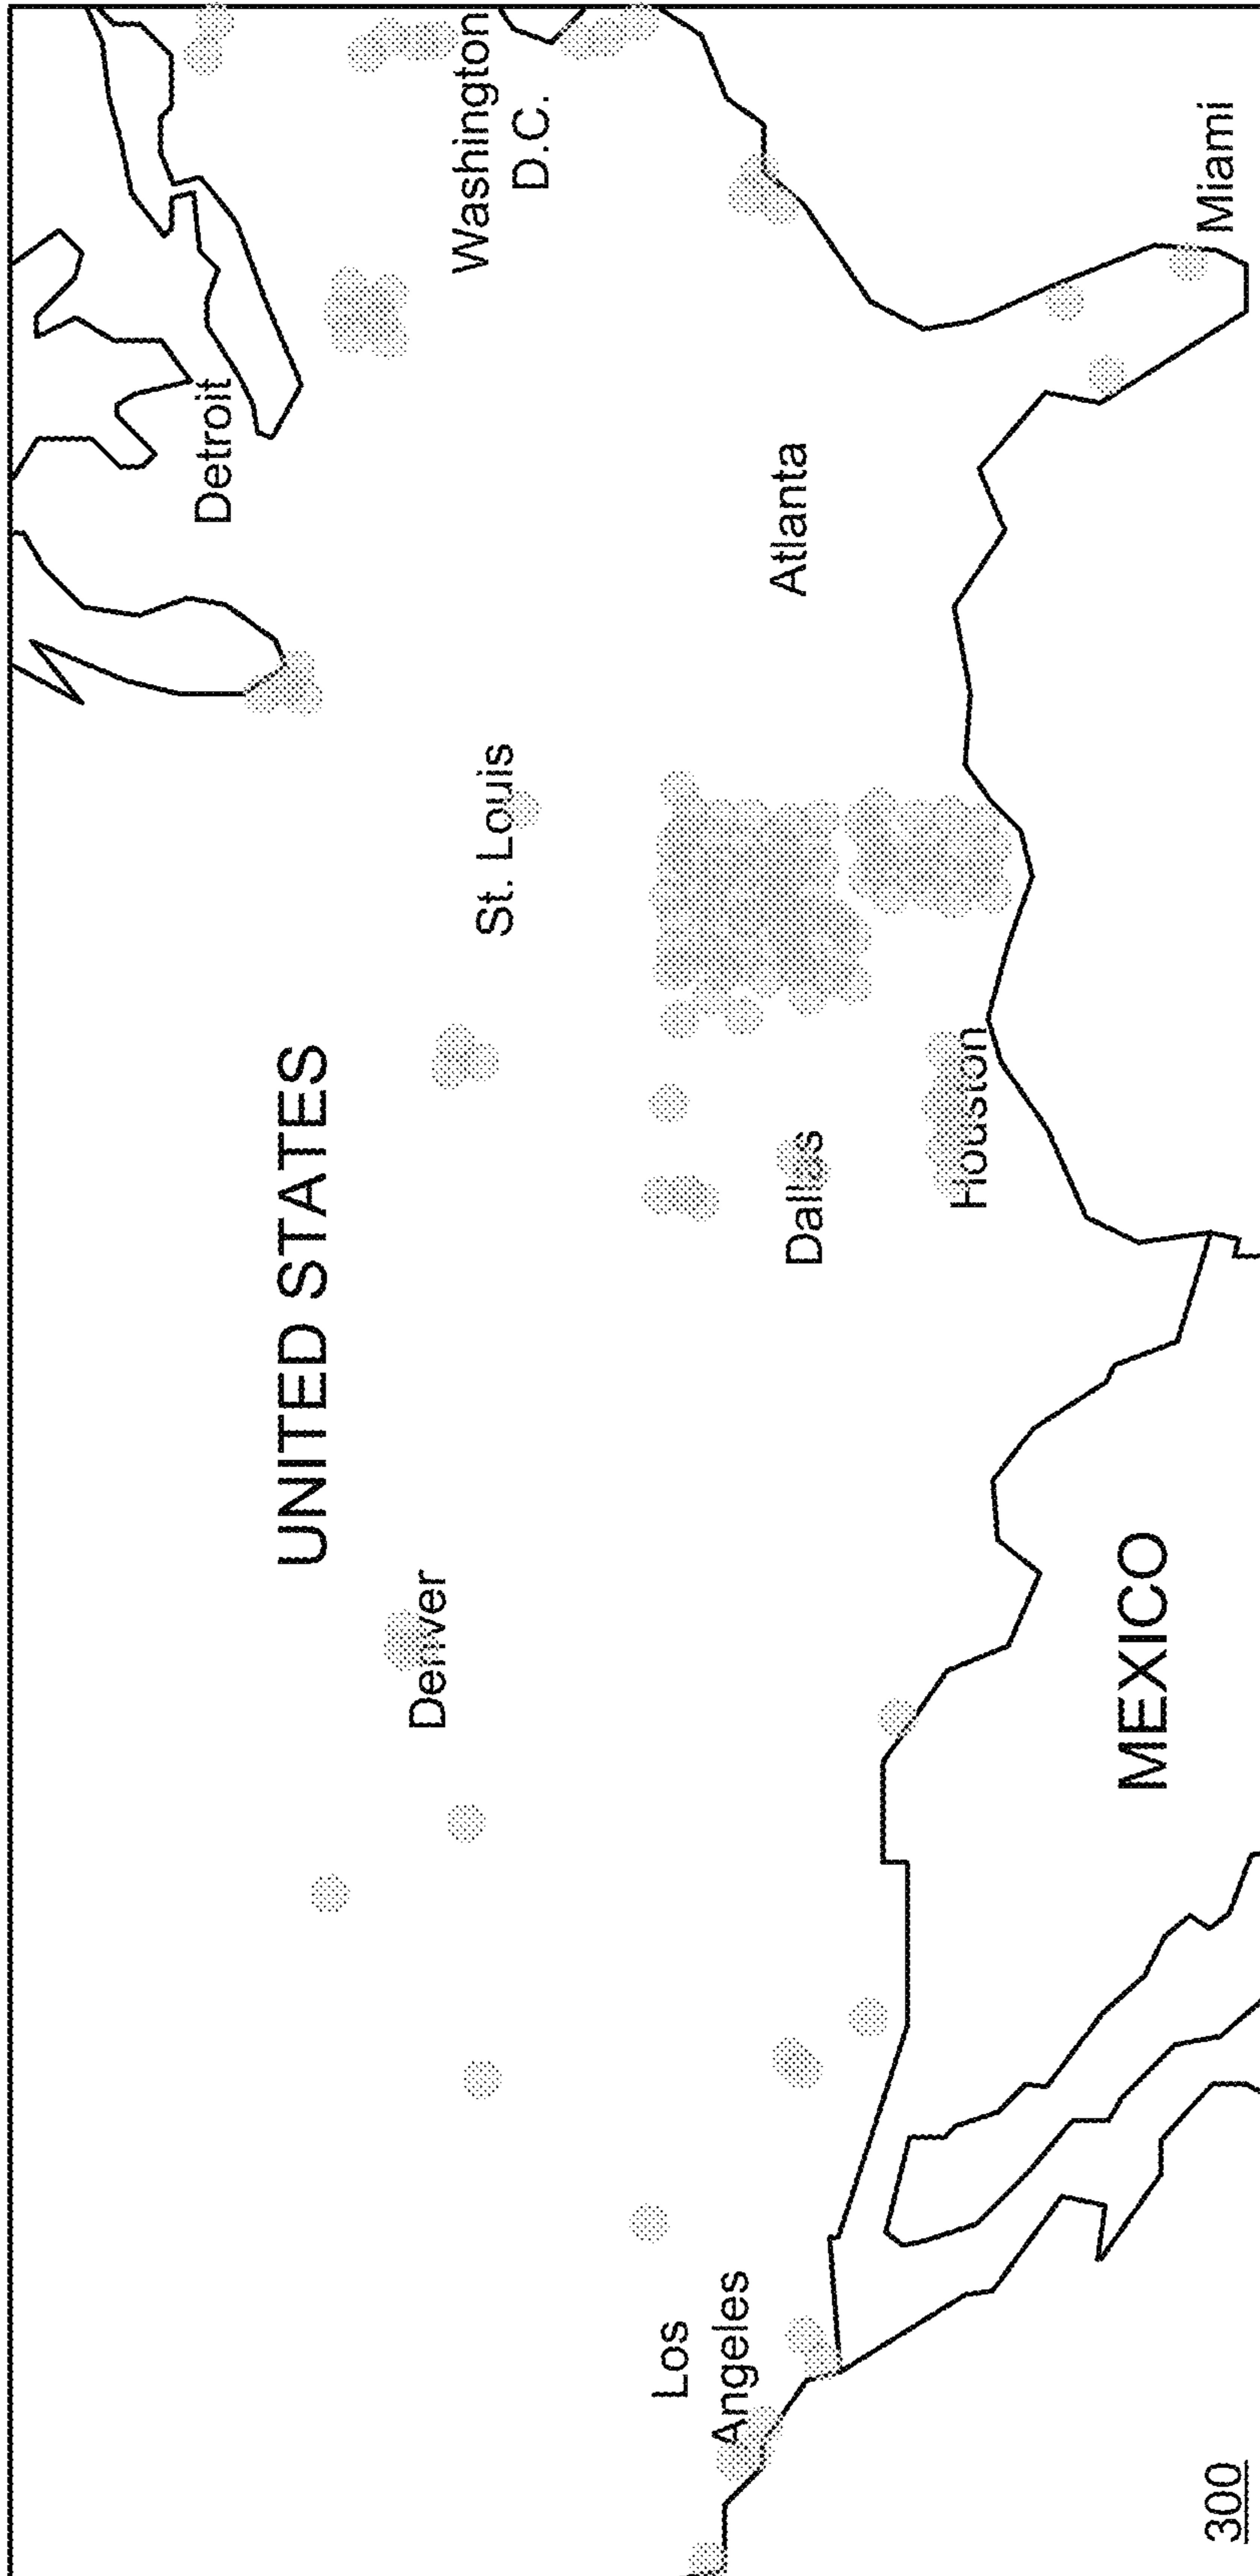 UNITED STATES
Detroit
Denver
St. Louis
Washington
D.C.
Los
Angeles
Dallas
Atlanta
Houston
MEXICO
Miami
300